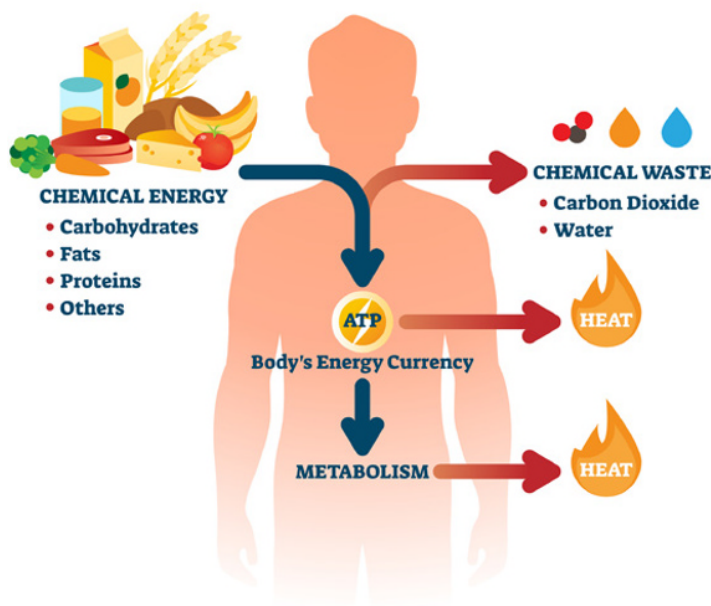 CHEMICAL ENERGY
• Carbohydrates
• Fats
• Proteins
• Others
CHEMICAL WASTE
• Carbon Dioxide
• Water
ATP
HEAT
Body's Energy Currency
METABOLISM
HEAT